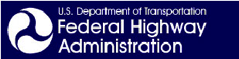 U.S. Department of Transportation
Federal Highway
Administration